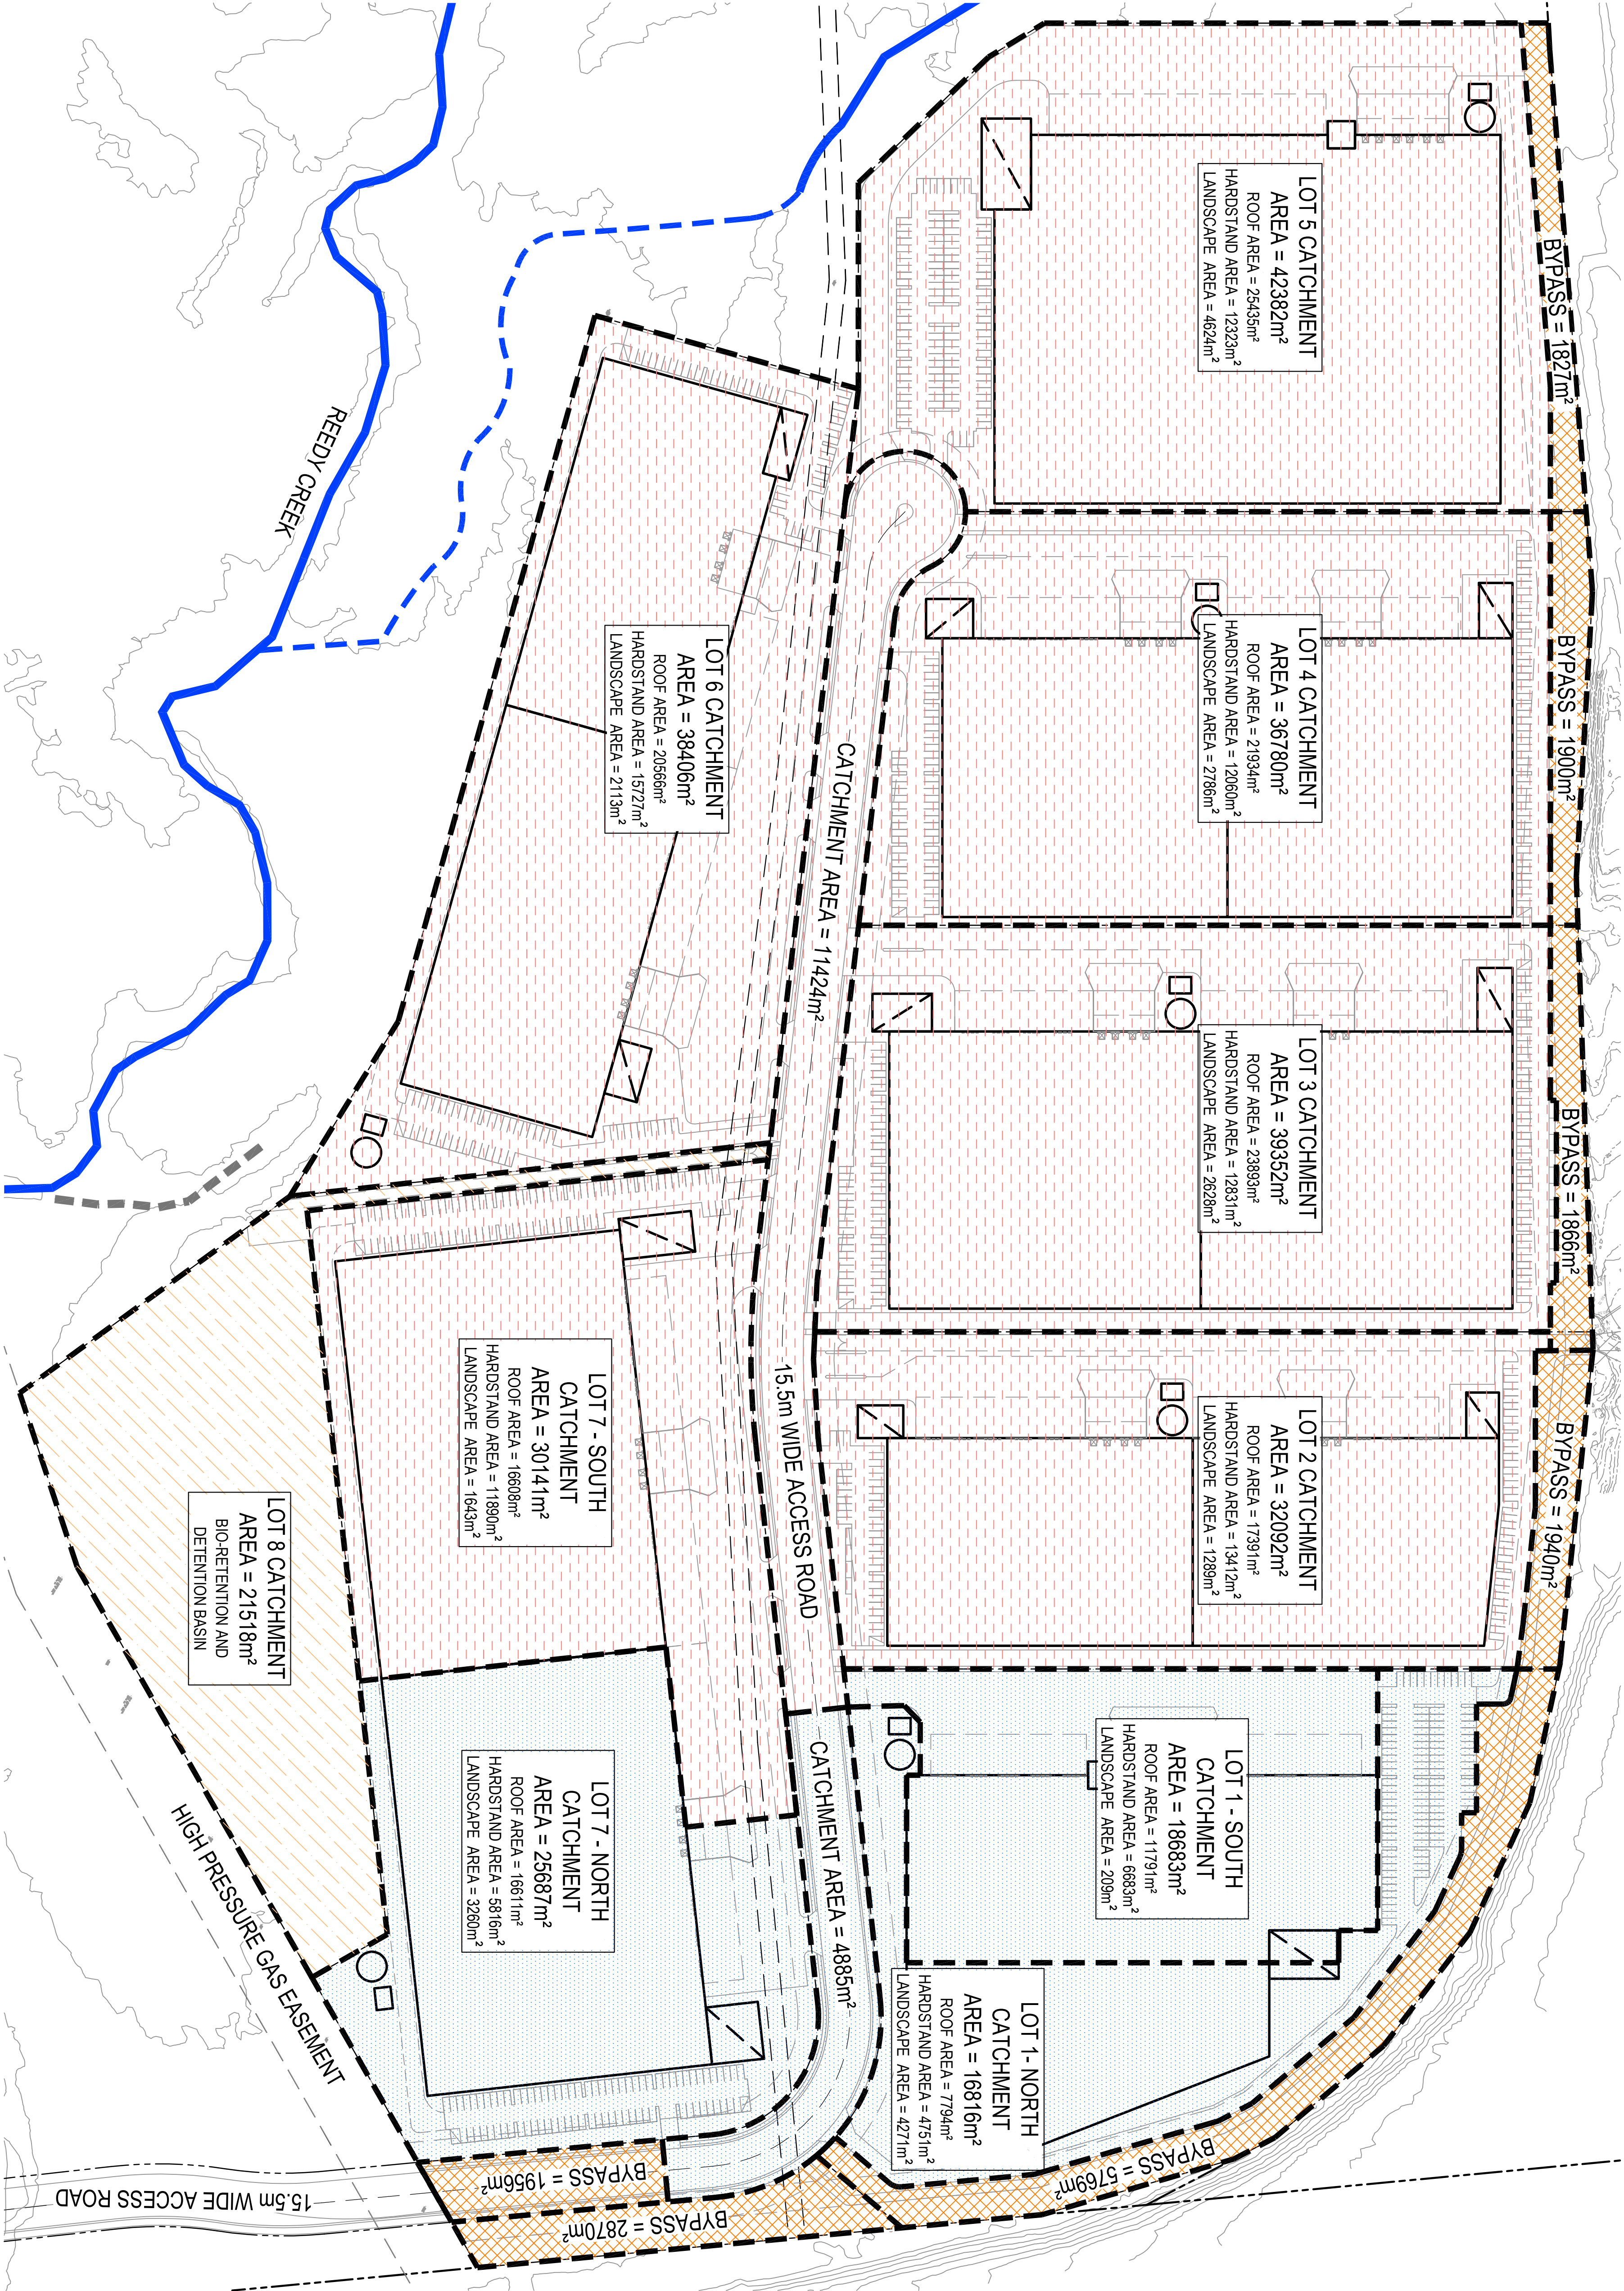 LOT 5 CATCHMENT
AREA = 42382m²
ROOF AREA = 25435m²
HARDSTAND AREA = 12323m²
LANDSCAPE AREA = 4624m²
BYPASS = 1827m²
LOT 4 CATCHMENT
AREA = 36780m²
ROOF AREA = 21934m²
HARDSTAND AREA = 12060m²
LANDSCAPE AREA = 2786m²
BYPASS = 1900m²
LOT 3 CATCHMENT
AREA = 39352m²
ROOF AREA = 23893m²
HARDSTAND AREA = 12831m²
LANDSCAPE AREA = 2628m²
BYPASS = 1866m²
LOT 2 CATCHMENT
AREA = 32092m²
ROOF AREA = 17391m²
HARDSTAND AREA = 13412m²
LANDSCAPE AREA = 1289m²
BYPASS = 1940m²
LOT 1 - SOUTH
CATCHMENT
AREA = 18683m²
ROOF AREA = 11791m²
HARDSTAND AREA = 6683m²
LANDSCAPE AREA = 209m²
LOT 1- NORTH
CATCHMENT
AREA = 16816m²
ROOF AREA = 7794m²
HARDSTAND AREA = 4751m²
LANDSCAPE AREA = 4271m²
BYPASS = 5769m²
CATCHMENT AREA = 11424m²
15.5m WIDE ACCESS ROAD
CATCHMENT AREA = 4885m²
LOT 6 CATCHMENT
AREA = 38406m²
ROOF AREA = 20566m²
HARDSTAND AREA = 15727m²
LANDSCAPE AREA = 2113m²
LOT 7 - SOUTH
CATCHMENT
AREA = 30141m²
ROOF AREA = 16608m²
HARDSTAND AREA = 11890m²
LANDSCAPE AREA = 1643m²
LOT 7 - NORTH
CATCHMENT
AREA = 25687m²
ROOF AREA = 16611m²
HARDSTAND AREA = 5816m²
LANDSCAPE AREA = 3260m²
LOT 8 CATCHMENT
AREA = 21518m²
BIO-RETENTION AND
DETENTION BASIN
REEDY CREEK
HIGH PRESSURE GAS EASEMENT
BYPASS = 1956m²
BYPASS = 2870m²
15.5m WIDE ACCESS ROAD